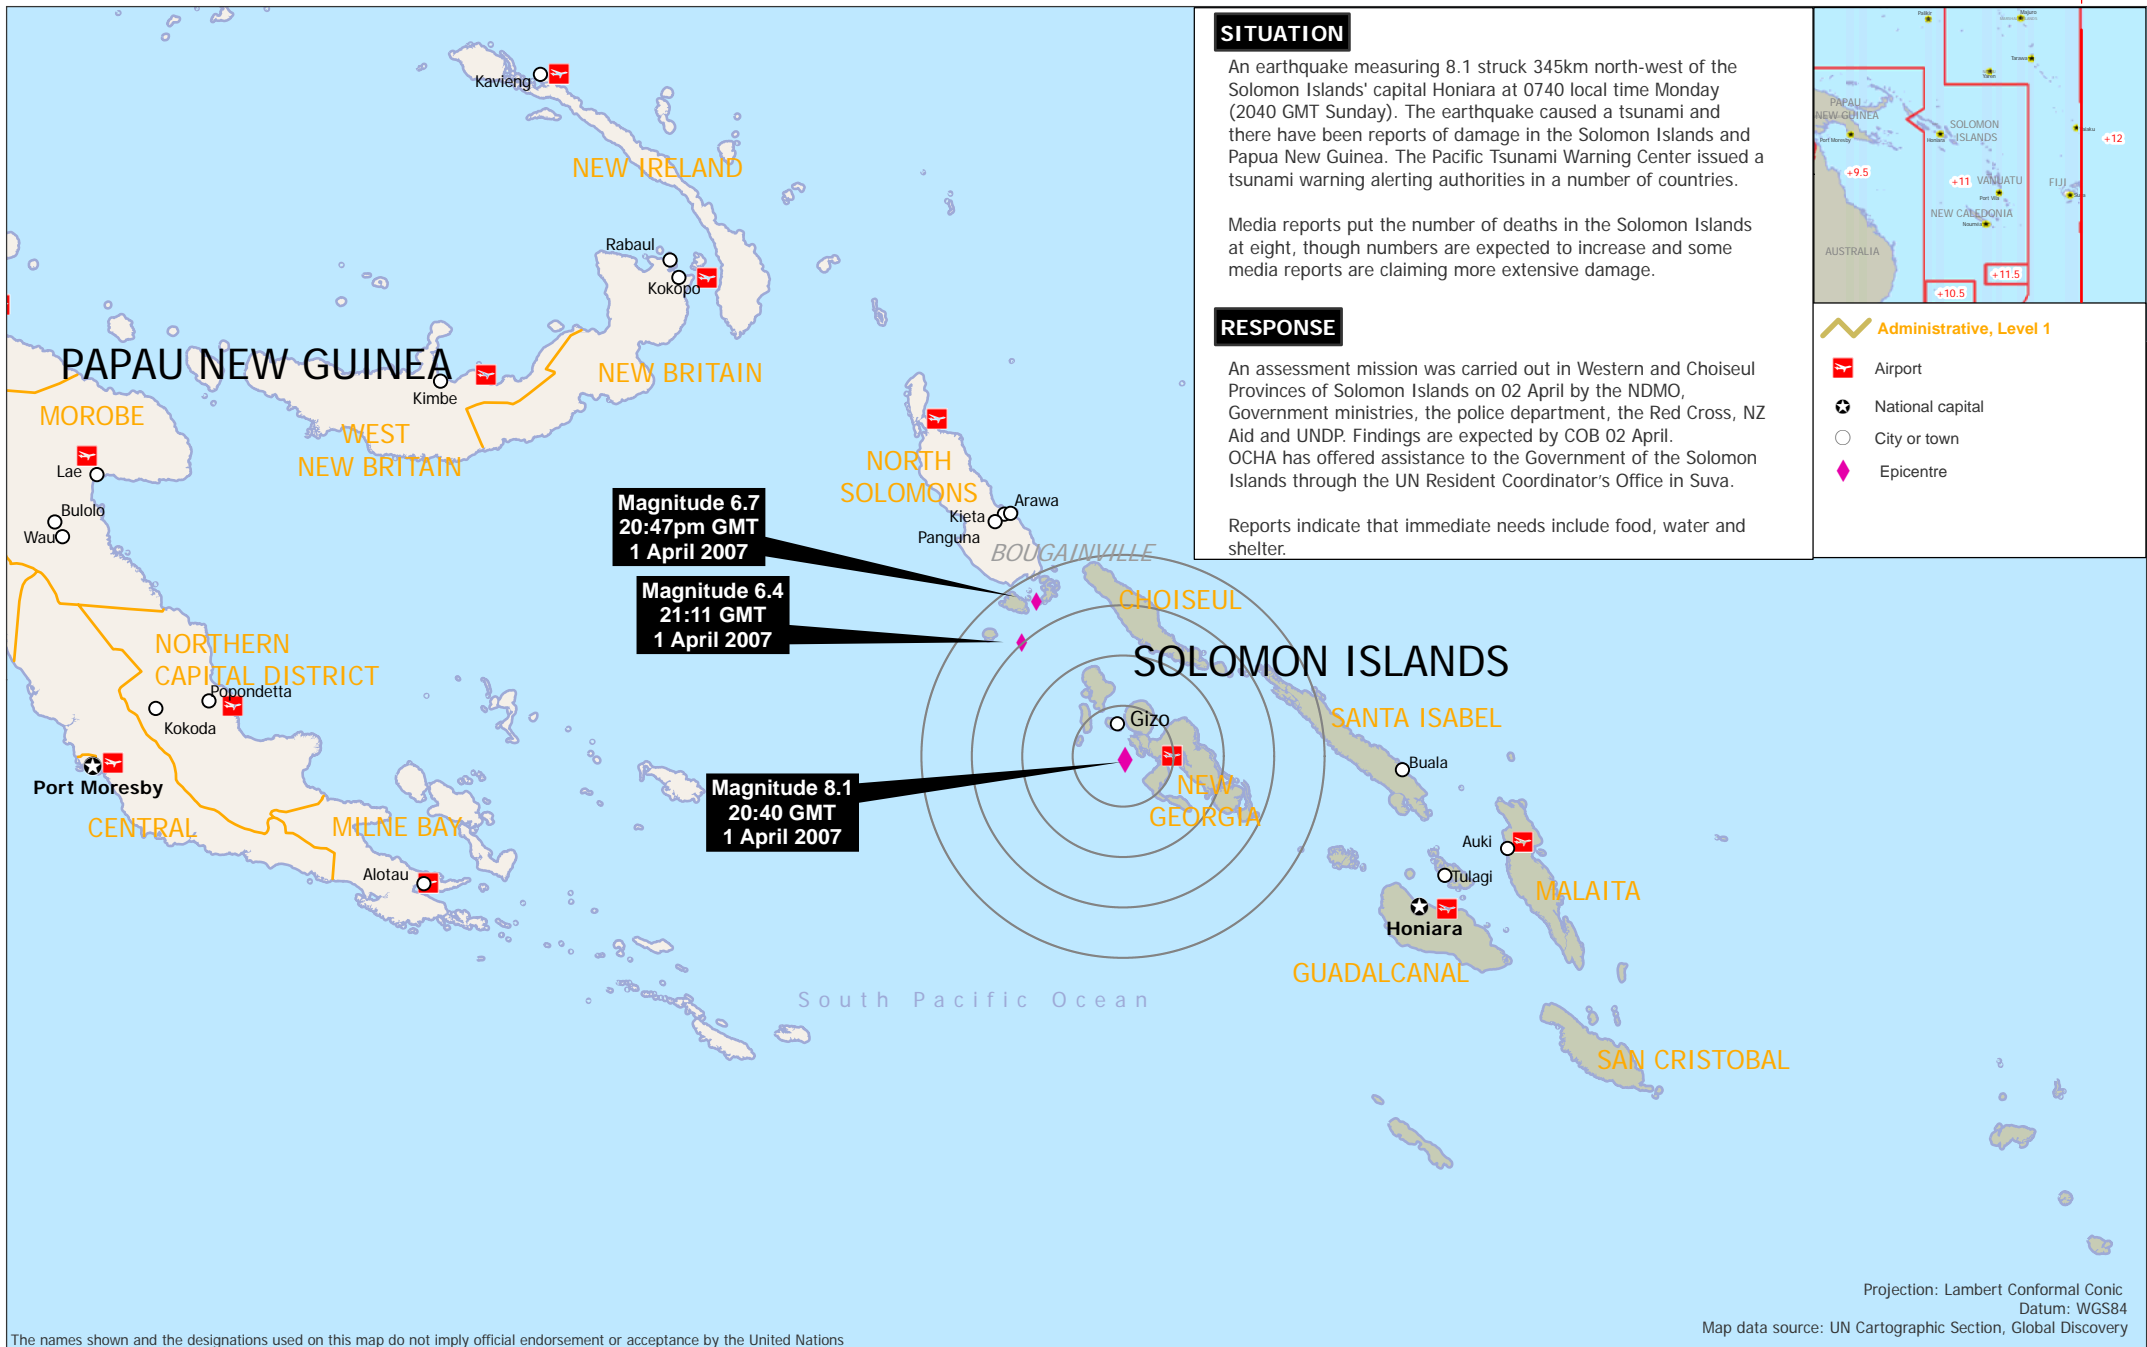 SITUATION
An earthquake measuring 8.1 struck 345km north-west of the
Solomon Islands' capital Honiara at 0740 local time Monday
(2040 GMT Sunday). The earthquake caused a tsunami and
there have been reports of damage in the Solomon Islands and
Papua New Guinea. The Pacific Tsunami Warning Center issued a
tsunami warning alerting authorities in a number of countries.
Media reports put the number of deaths in the Solomon Islands
at eight, though numbers are expected to increase and some
media reports are claiming more extensive damage.
RESPONSE
An assessment mission was carried out in Western and Choiseul
Provinces of Solomon Islands on 02 April by the NDMO,
Government ministries, the police department, the Red Cross, NZ
Aid and UNDP. Findings are expected by COB 02 April.
OCHA has offered assistance to the Government of the Solomon
Islands through the UN Resident Coordinator's Office in Suva.
Reports indicate that immediate needs include food, water and
shelter.
Palikir
Majuro
Tarawa
Yaren
PAPAU
NEW GUINEA
Port Moresby
SOLOMON
ISLANDS
Honiara
+12
+9.5
+11
VANUATU
Port Vila
FIJI
Suva
NEW CALEDONIA
Noumea
AUSTRALIA
+11.5
+10.5
Administrative, Level 1
Airport
National capital
City or town
Epicentre
Kavieng
NEW IRELAND
Rabaul
Kokopo
PAPAU NEW GUINEA
NEW BRITAIN
Kimbe
MOROBE
WEST
NEW BRITAIN
Lae
Bulolo
Wau
NORTH
SOLOMONS
Arawa
Kieta
Panguna
BOUGAINVILLE
Magnitude 6.7
20:47pm GMT
1 April 2007
Magnitude 6.4
21:11 GMT
1 April 2007
CHOISEUL
SOLOMON ISLANDS
NORTHERN
CAPITAL DISTRICT
Popondetta
Kokoda
Gizo
SANTA ISABEL
Buala
Port Moresby
Magnitude 8.1
20:40 GMT
1 April 2007
NEW
GEORGIA
CENTRAL
MILNE BAY
Alotau
Auki
Tulagi
MALAITA
Honiara
GUADALCANAL
South Pacific Ocean
SAN CRISTOBAL
Projection: Lambert Conformal Conic
Datum: WGS84
Map data source: UN Cartographic Section, Global Discovery
The names shown and the designations used on this map do not imply official endorsement or acceptance by the United Nations